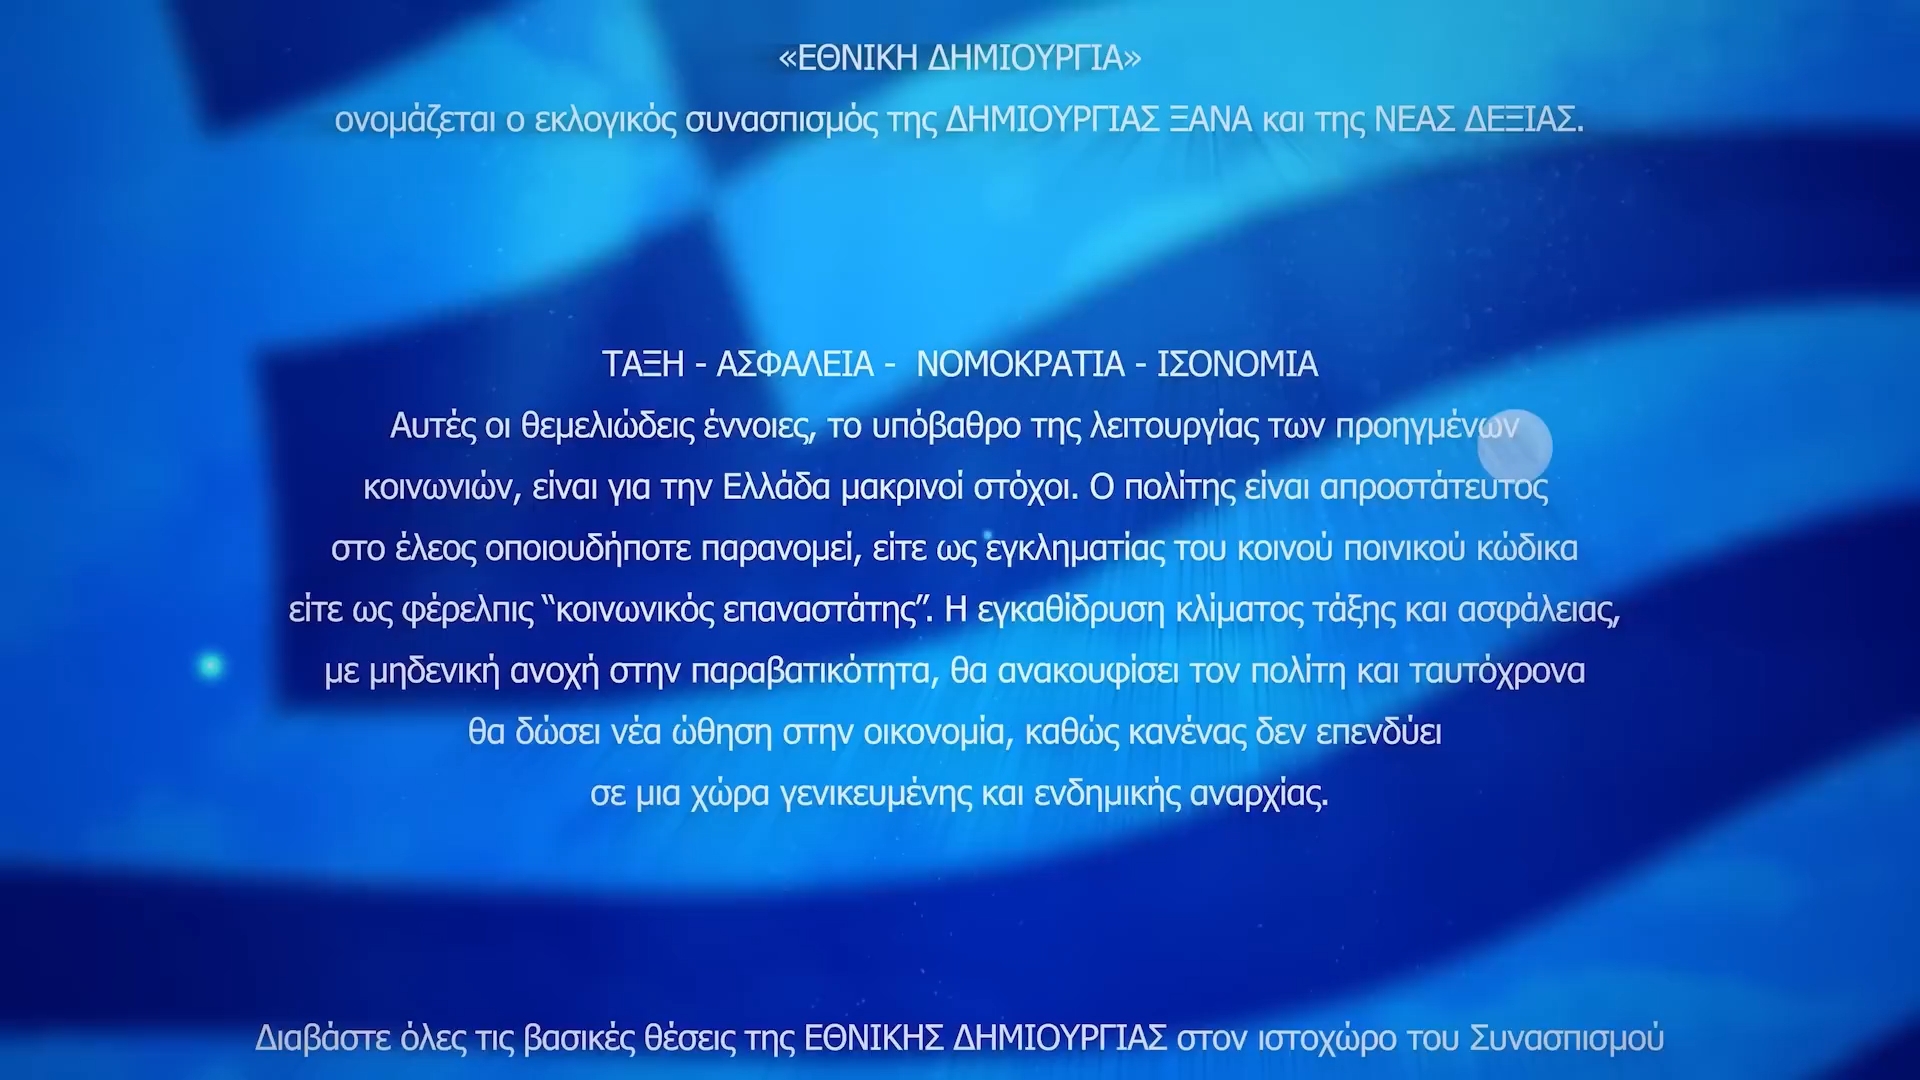 «ΕΘΝΙΚΗ ΔΗΜΙΟΥΡΓΙΑ»
ονομάζεται ο εκλογικός συνασπισμός της ΔΗΜΙΟΥΡΓΙΑΣ ΞΑΝΑ και της ΝΕΑΣ ΔΕΞΙΑΣ.
ΤΑΞΗ - ΑΣΦΑΛΕΙΑ - ΝΟΜΟΚΡΑΤΙΑ - ΙΣΟΝΟΜΙΑ
Αυτές οι θεμελιώδεις έννοιες, το υπόβαθρο της λειτουργίας των προηγμένων
κοινωνιών, είναι για την Ελλάδα μακρινοί στόχοι. Ο πολίτης είναι απροστάτευτος
στο έλεος οποιουδήποτε παρανομεί, είτε ως εγκληματίας του κοινού ποινικού κώδικα
είτε ως φέρελπις “κοινωνικός επαναστάτης”. Η εγκαθίδρυση κλίματος τάξης και ασφάλειας,
με μηδενική ανοχή στην παραβατικότητα, θα ανακουφίσει τον πολίτη και ταυτόχρονα
θα δώσει νέα ώθηση στην οικονομία, καθώς κανένας δεν επενδύει
σε μια χώρα γενικευμένης και ενδημικής αναρχίας.
Διαβάστε όλες τις βασικές θέσεις της ΕΘΝΙΚΗΣ ΔΗΜΙΟΥΡΓΙΑΣ στον ιστοχώρο του Συνασπισμού